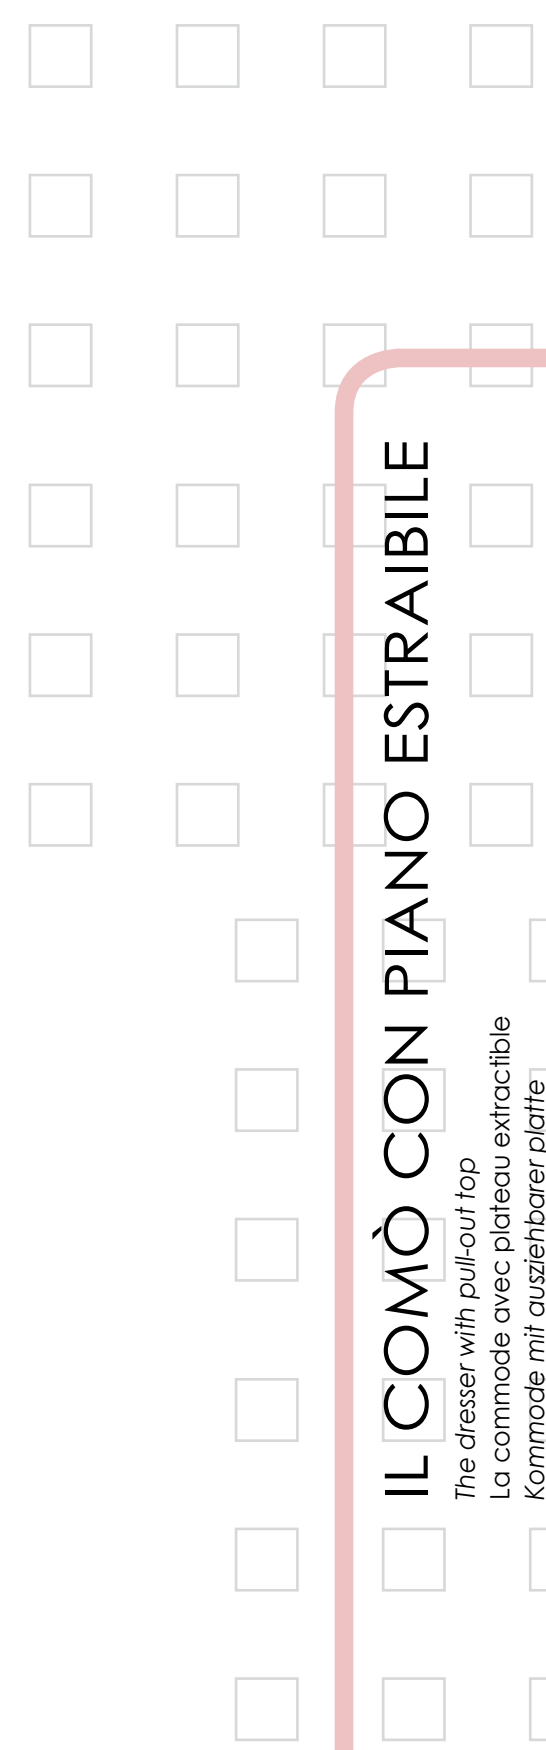 IL COMÒ CON PIANO ESTRAIBILE
The dresser with pull-out top
La commode avec plateau extractible
Kommode mit ausziehbarer platte